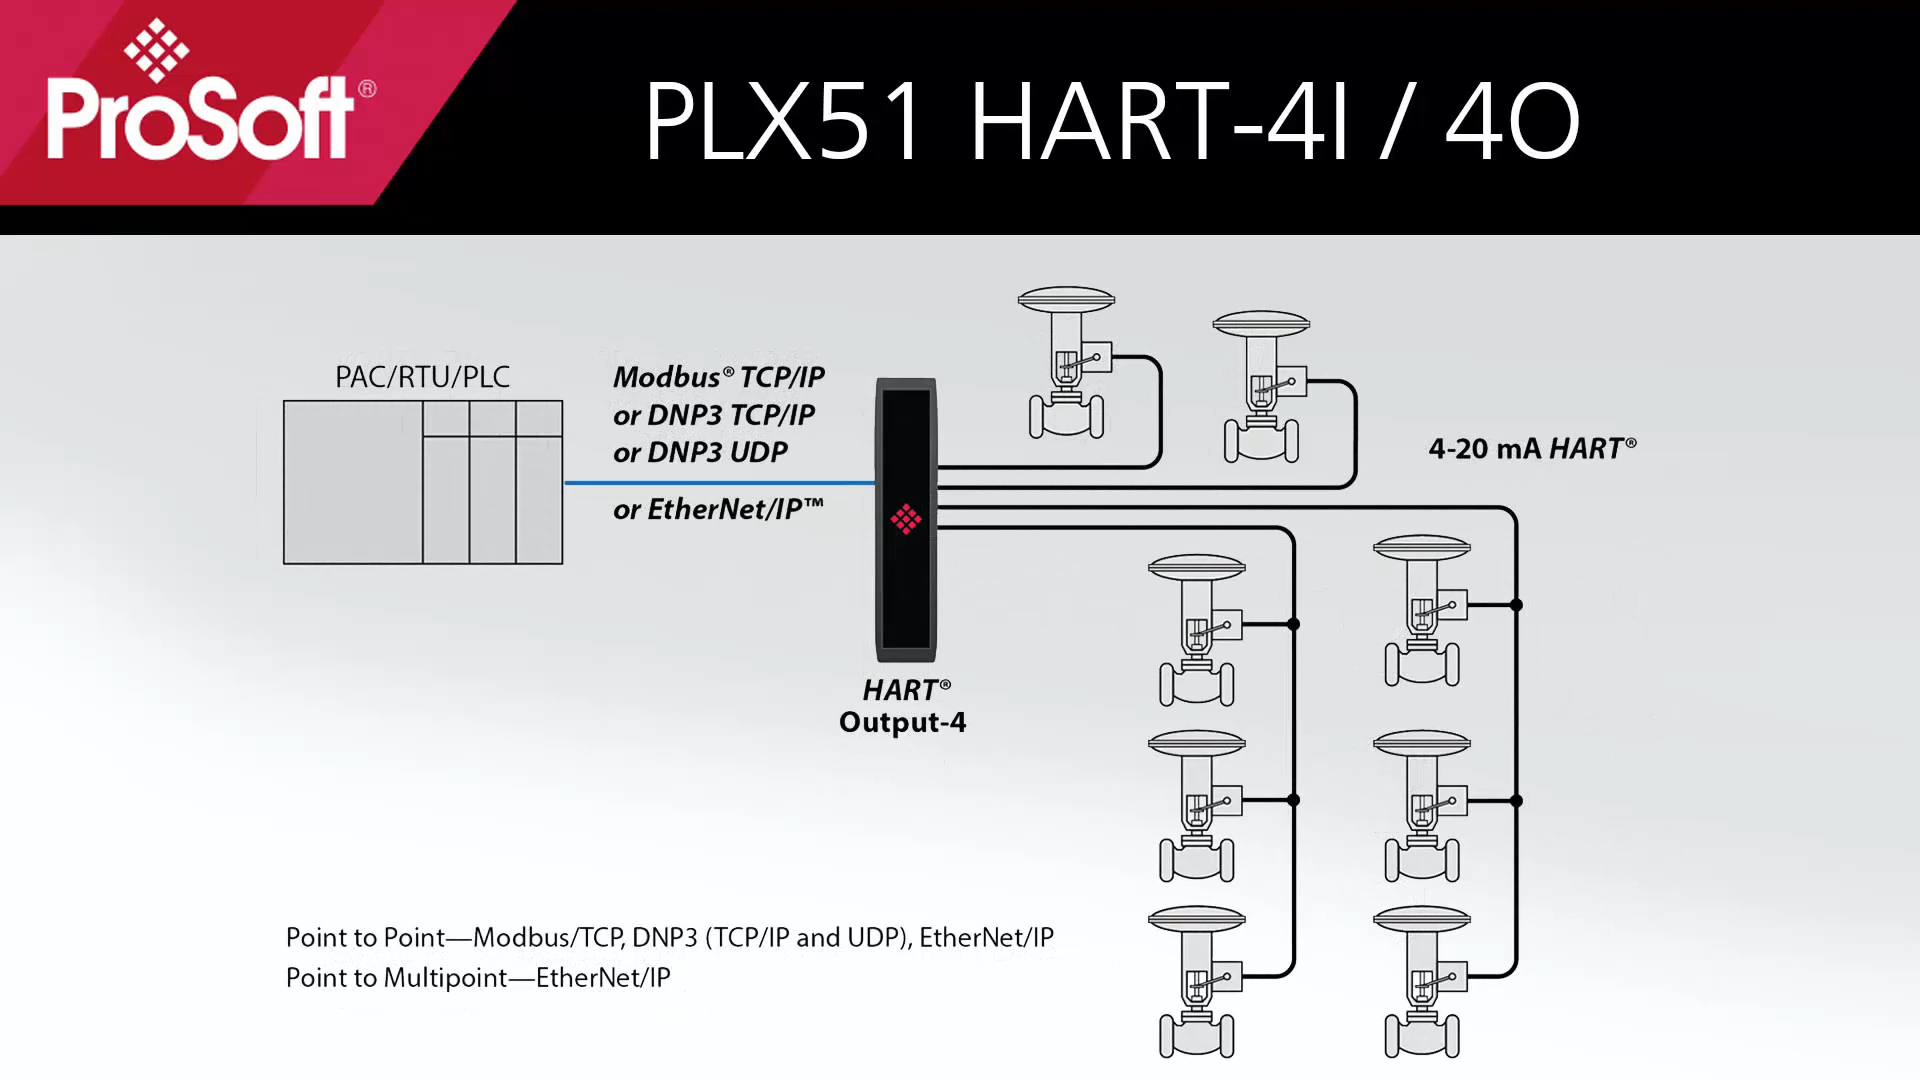 ProSoft®
PLX51 HART-4I / 4O
PAC/RTU/PLC
Modbus® TCP/IP
or DNP3 TCP/IP
or DNP3 UDP
or EtherNet/IP™
4-20 mA HART®
HART®
Output-4
Point to Point—Modbus/TCP, DNP3 (TCP/IP and UDP), EtherNet/IP
Point to Multipoint—EtherNet/IP